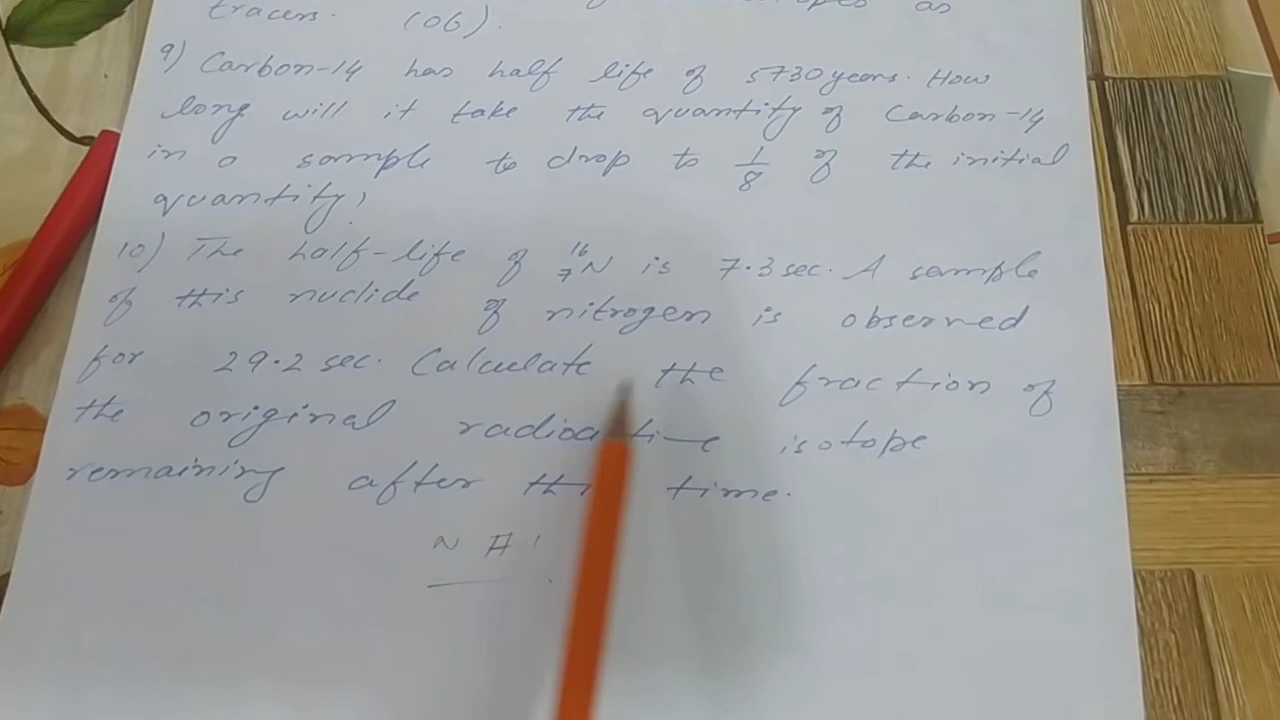 tracers. (06).
9) Carbon-14 has half life of 5730 years. How
long will it take the quantity of Carbon-14
in a sample to drop to 1/8 of the initial
quantity,
10) The half-life of 16 7 N is 7.3 sec. A sample
of this nuclide of nitrogen is observed
for 29.2 sec. Calculate the fraction of
the original radioactive isotope
remaining after time.